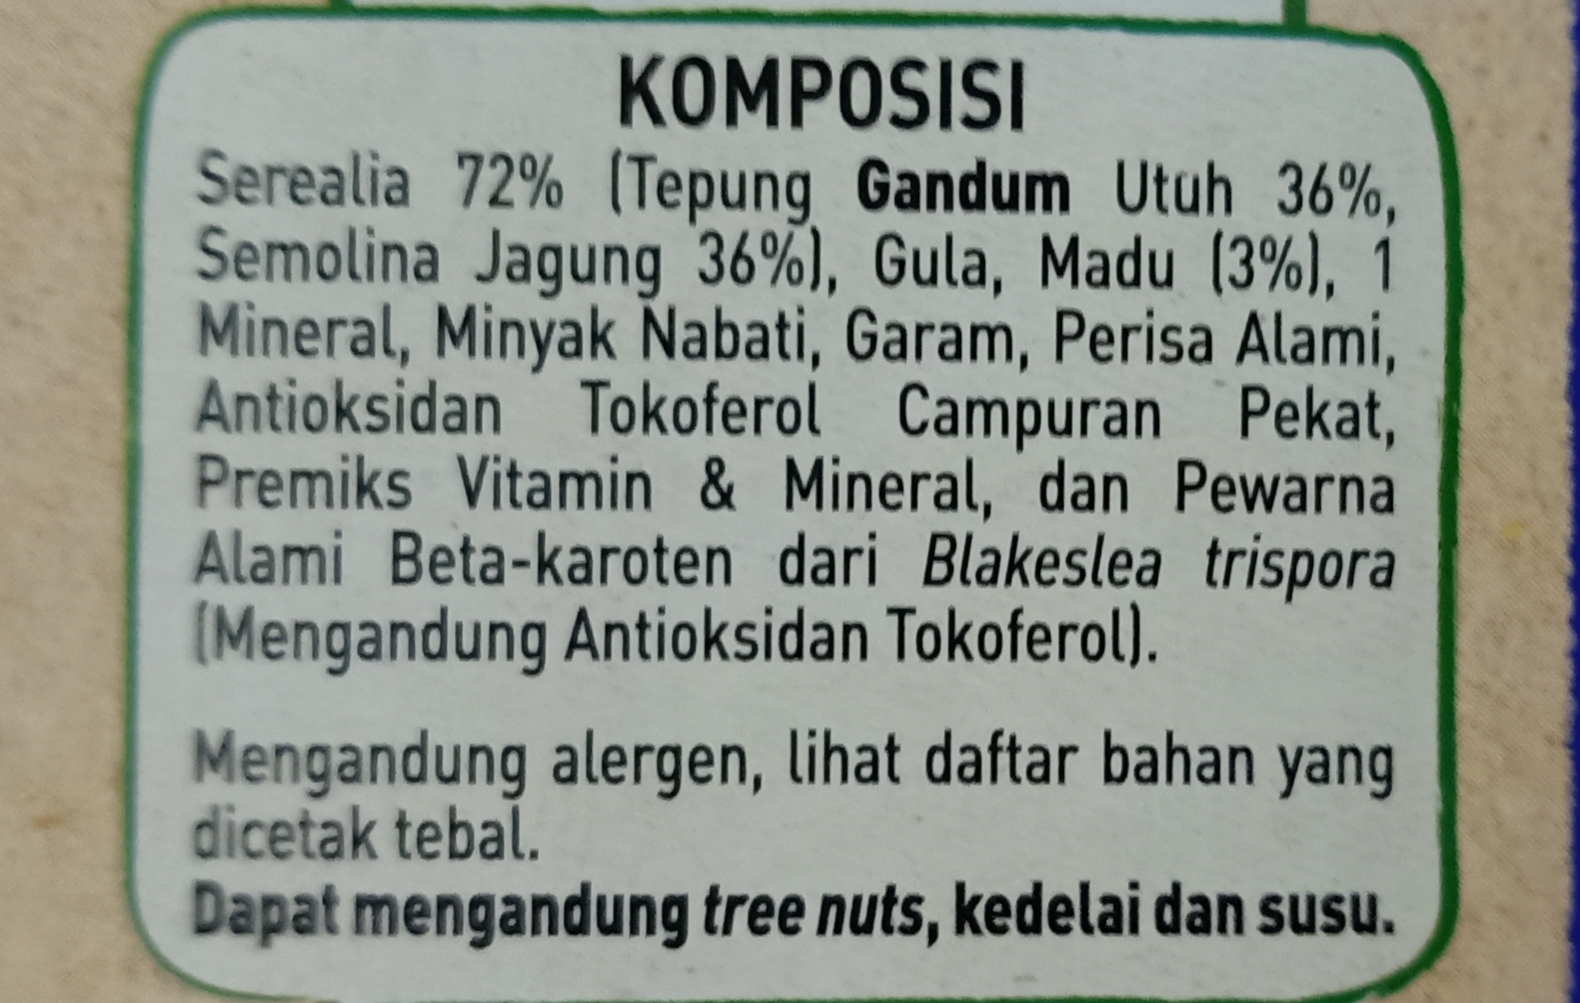 KOMPOSISI
Serealia 72% (Tepung Gandum Utuh 36%,
Semolina Jagung 36%), Gula, Madu (3%), 1
Mineral, Minyak Nabati, Garam, Perisa Alami,
Antioksidan Tokoferol Campuran Pekat,
Premiks Vitamin & Mineral, dan Pewarna
Alami Beta-karoten dari Blakeslea trispora
(Mengandung Antioksidan Tokoferol).
Mengandung alergen, lihat daftar bahan yang
dicetak tebal.
Dapat mengandung tree nuts, kedelai dan susu.